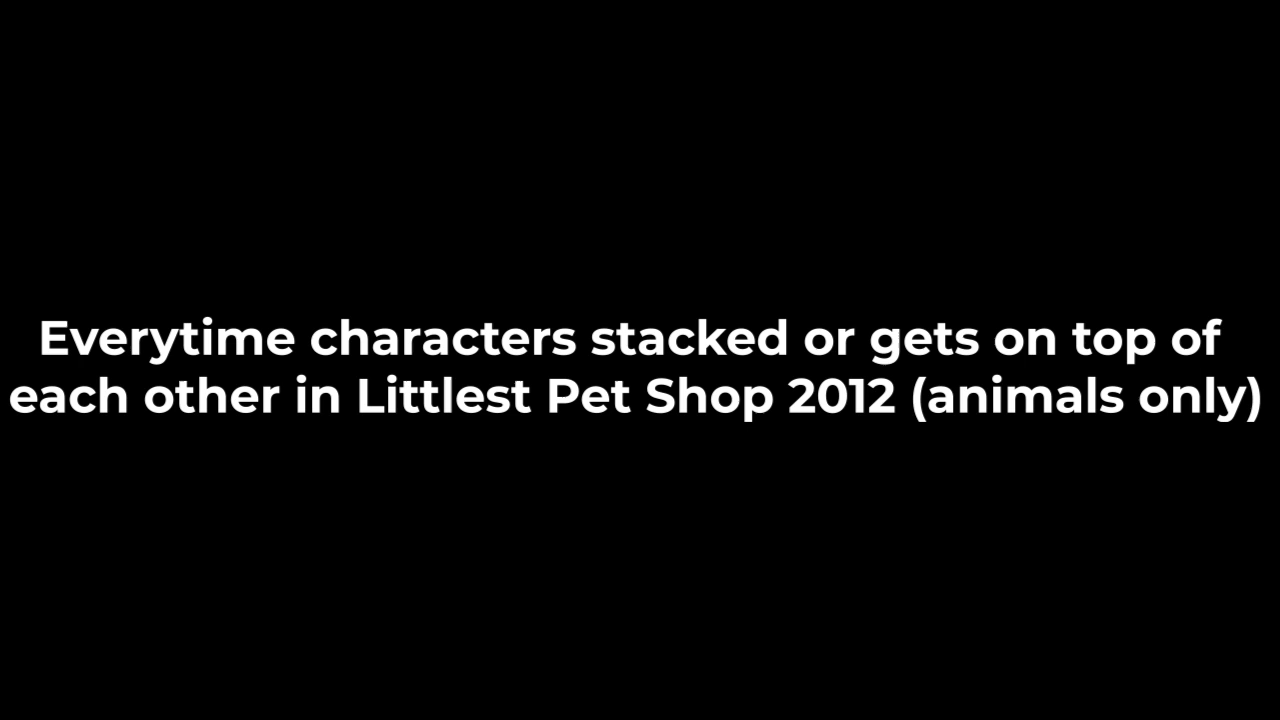 Everytime characters stacked or gets on top of
each other in Littlest Pet Shop 2012 (animals only)